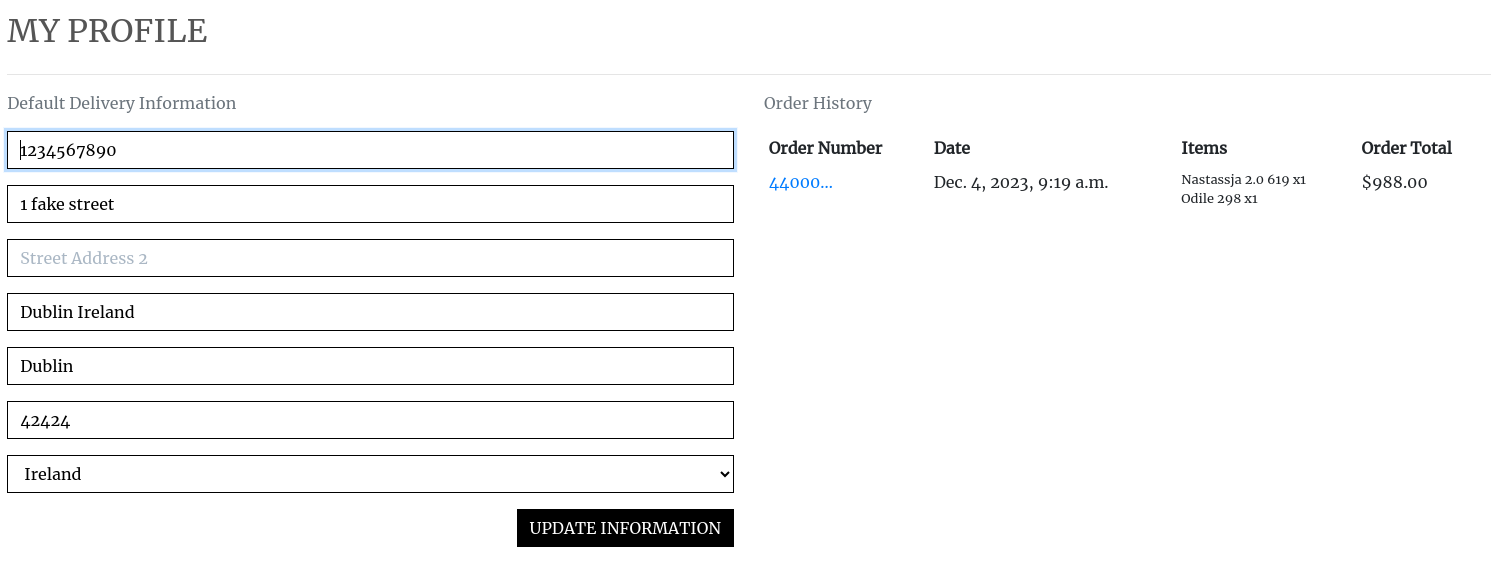 MY PROFILE
Default Delivery Information
1234567890
1 fake street
Street Address 2
Dublin Ireland
Dublin
42424
Ireland
UPDATE INFORMATION
Order History
Order Number Date Items Order Total
44000... Dec. 4, 2023, 9:19 a.m. Nastassja 2.0 619 x1 $988.00
Odile 298 x1